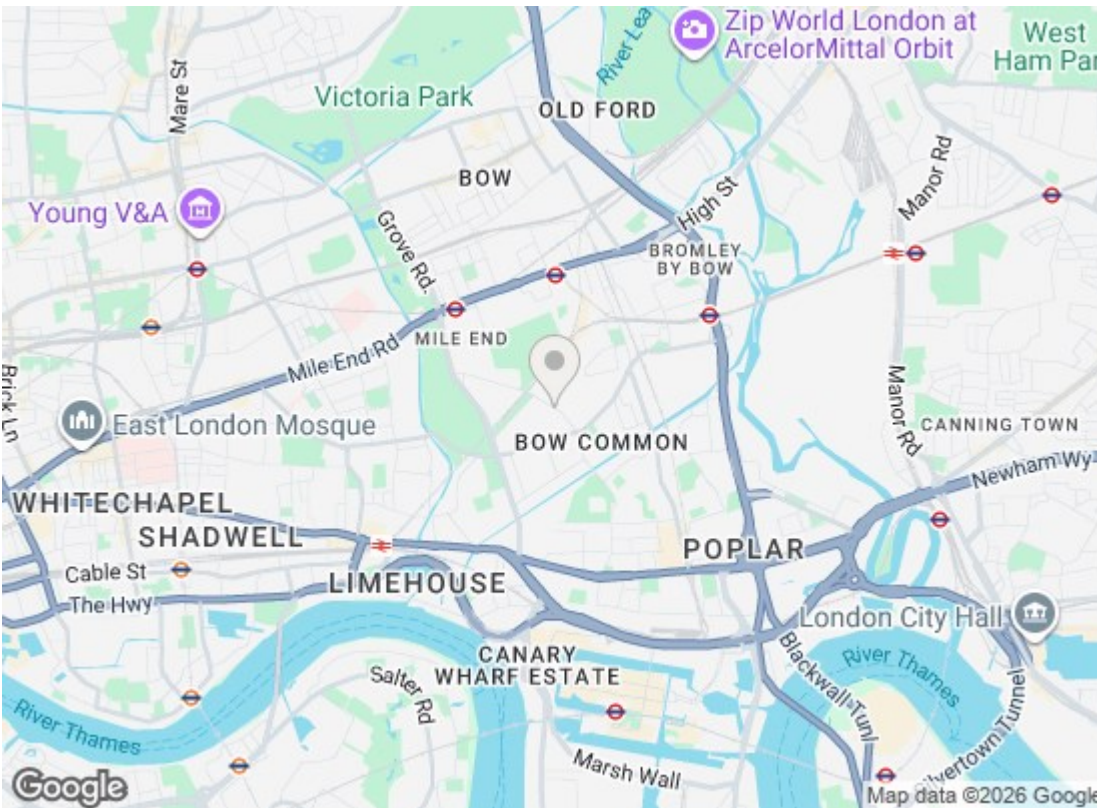 Zip World London at
ArcelorMittal Orbit
West
Ham Par
River Lea
Mare St
Victoria Park
OLD FORD
Manor Rd
BOW
Young V&A
Grove Rd.
High St
BROMLEY
BY BOW
MILE END
Mile End Rd
Brick Ln
East London Mosque
BOW COMMON
Manor Rd
CANNING TOWN
Newham Wy
WHITECHAPEL
SHADWELL
POPLAR
Cable St
LIMEHOUSE
The Hwy
London City Hall
CANARY
WHARF ESTATE
Salter Rd
Blackwall Tunl
River Thames
River Thames
Silvertown Tunnel
Marsh Wall
Google
Map data ©2026 Google